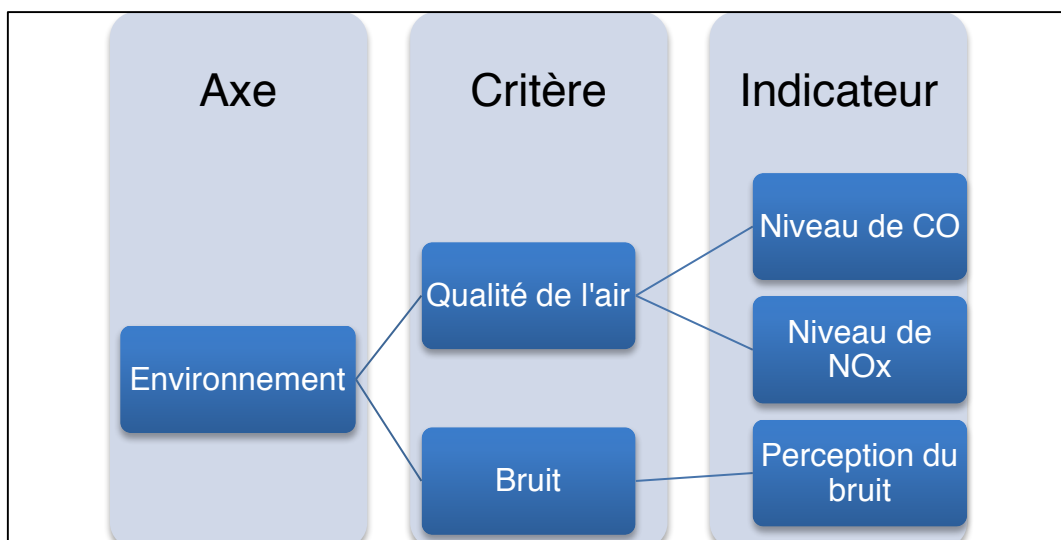 Axe
Critère
Indicateur
Environnement
Qualité de l'air
Bruit
Niveau de CO
Niveau de
NOx
Perception du
bruit